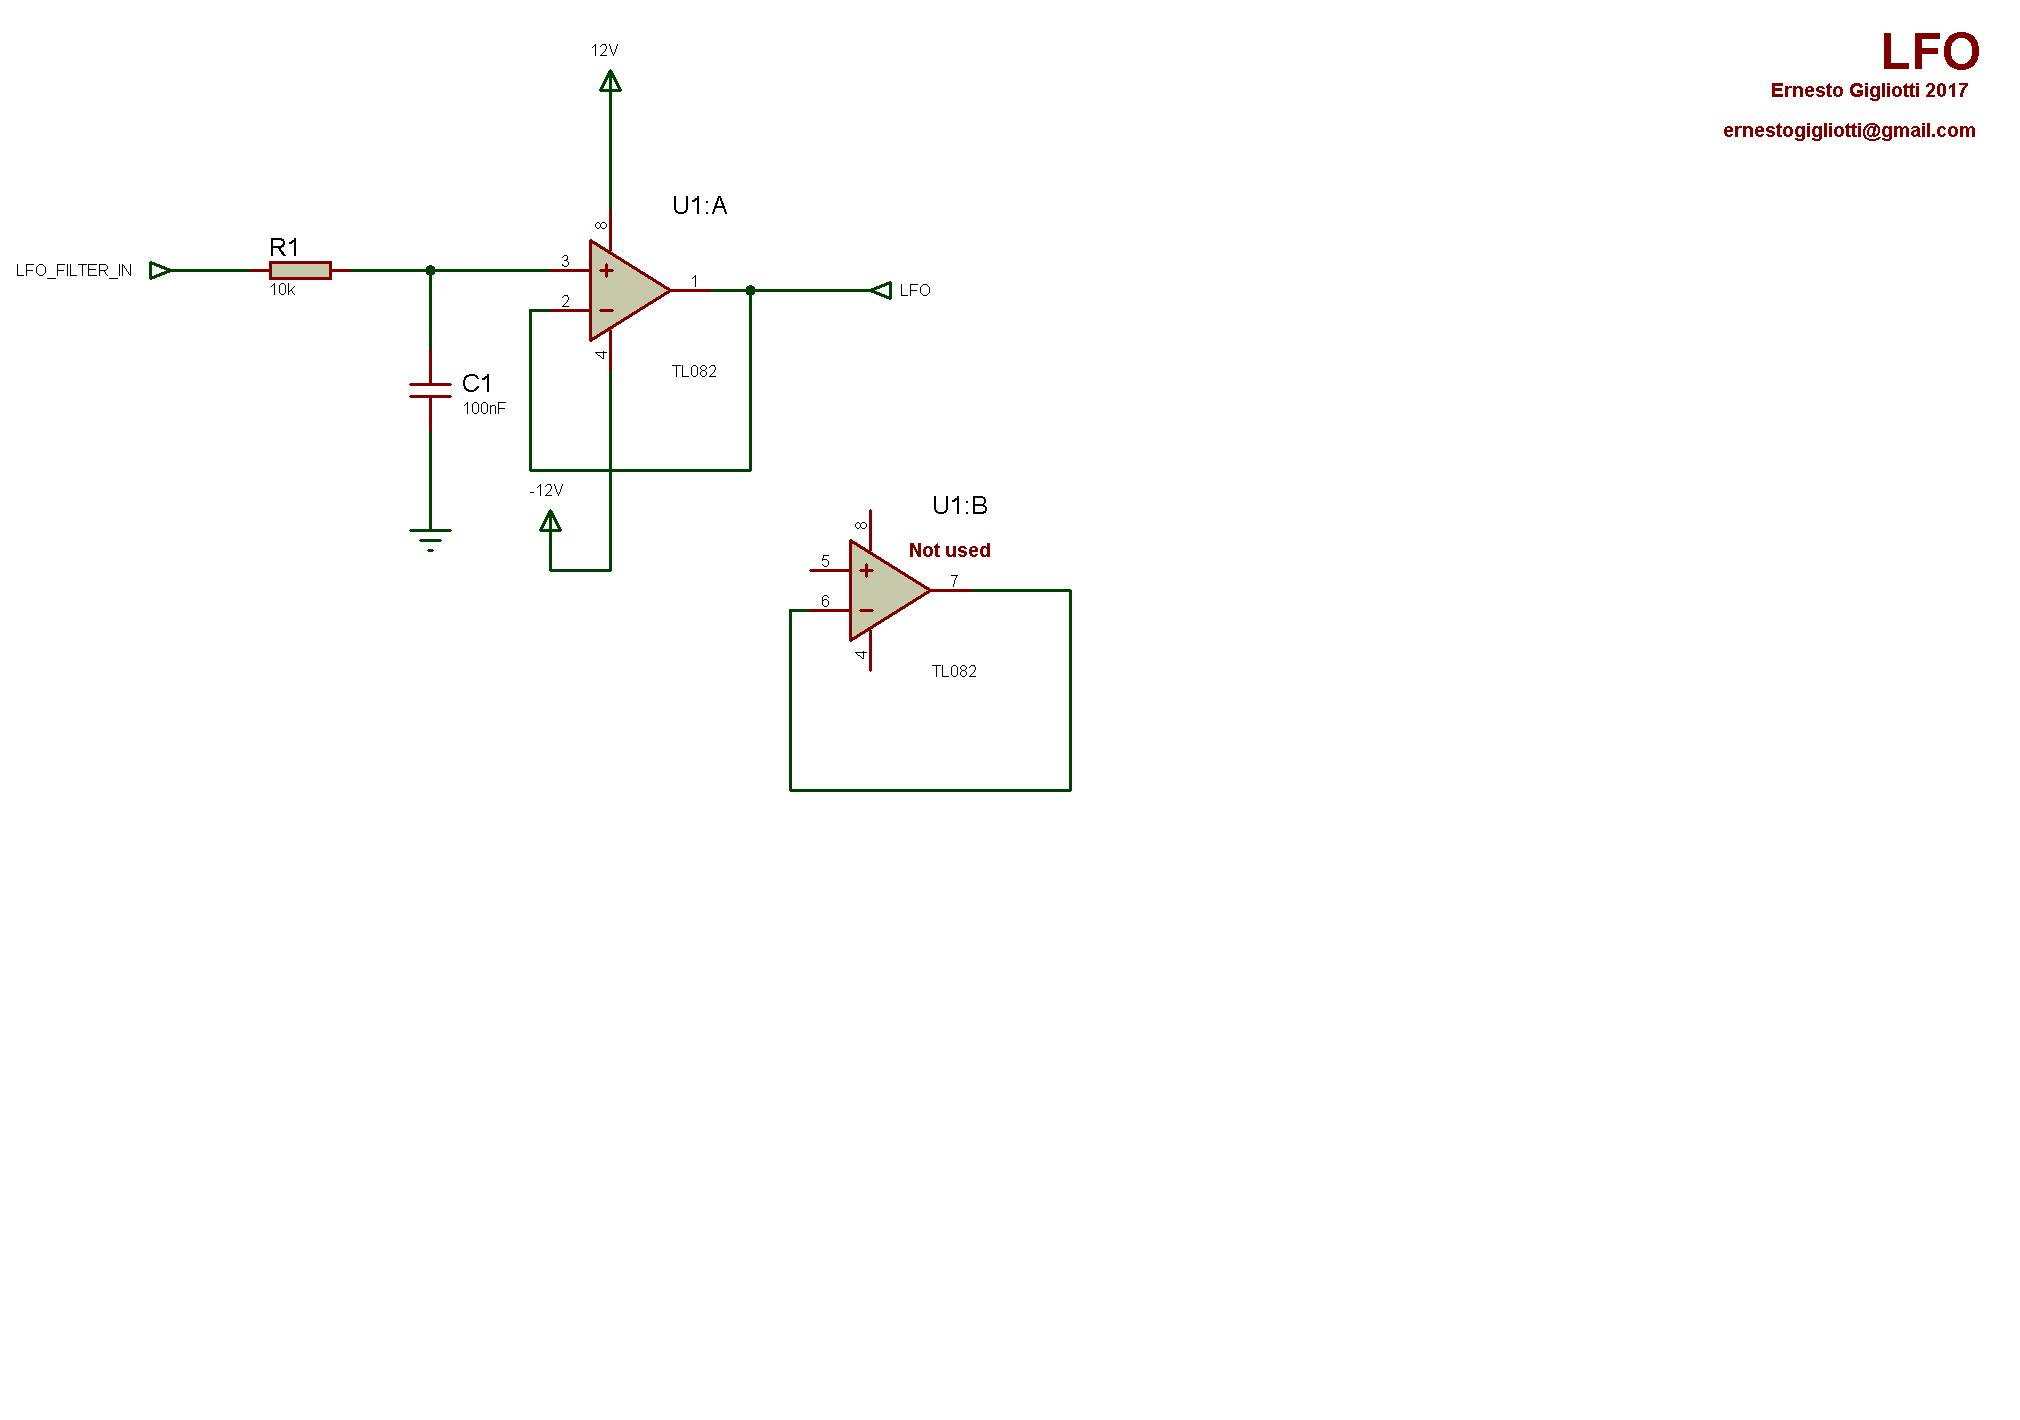 LFO
Ernesto Gigliotti 2017
ernestogigliotti@gmail.com
12V
U1:A
8
R1
LFO_FILTER_IN
10k
3
+
1
LFO
2
−
4
TL082
C1
100nF
-12V
U1:B
8
Not used
5
+
7
6
−
4
TL082